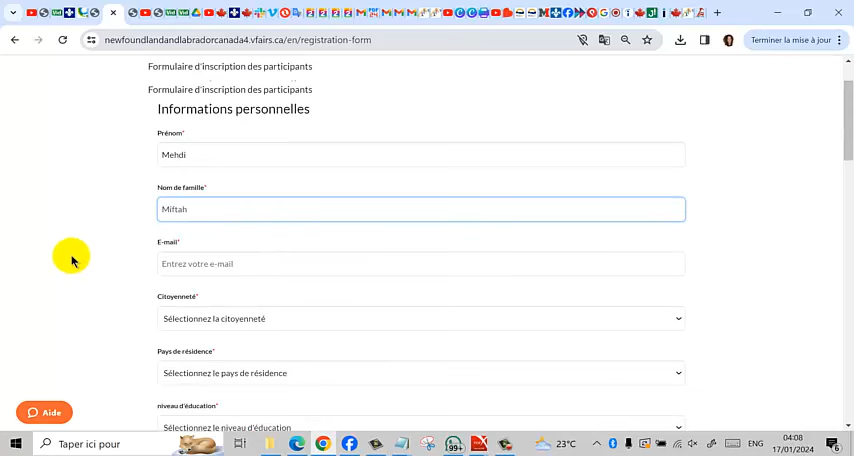 newfoundlandandlabradorcanada4.vfairs.ca/en/registration-form
Terminer la mise à jour
Formulaire d'inscription des participants
Formulaire d'inscription des participants
Informations personnelles
Prénom*
Mehdi
Nom de famille*
Miftah
E-mail*
Entrez votre e-mail
Citoyenneté*
Sélectionnez la citoyenneté
Pays de résidence*
Sélectionnez le pays de résidence
niveau d'éducation*
Sélectionnez le niveau d'éducation
Aide
Taper ici pour
99+
23°C
ENG
04:08
17/01/2024
6